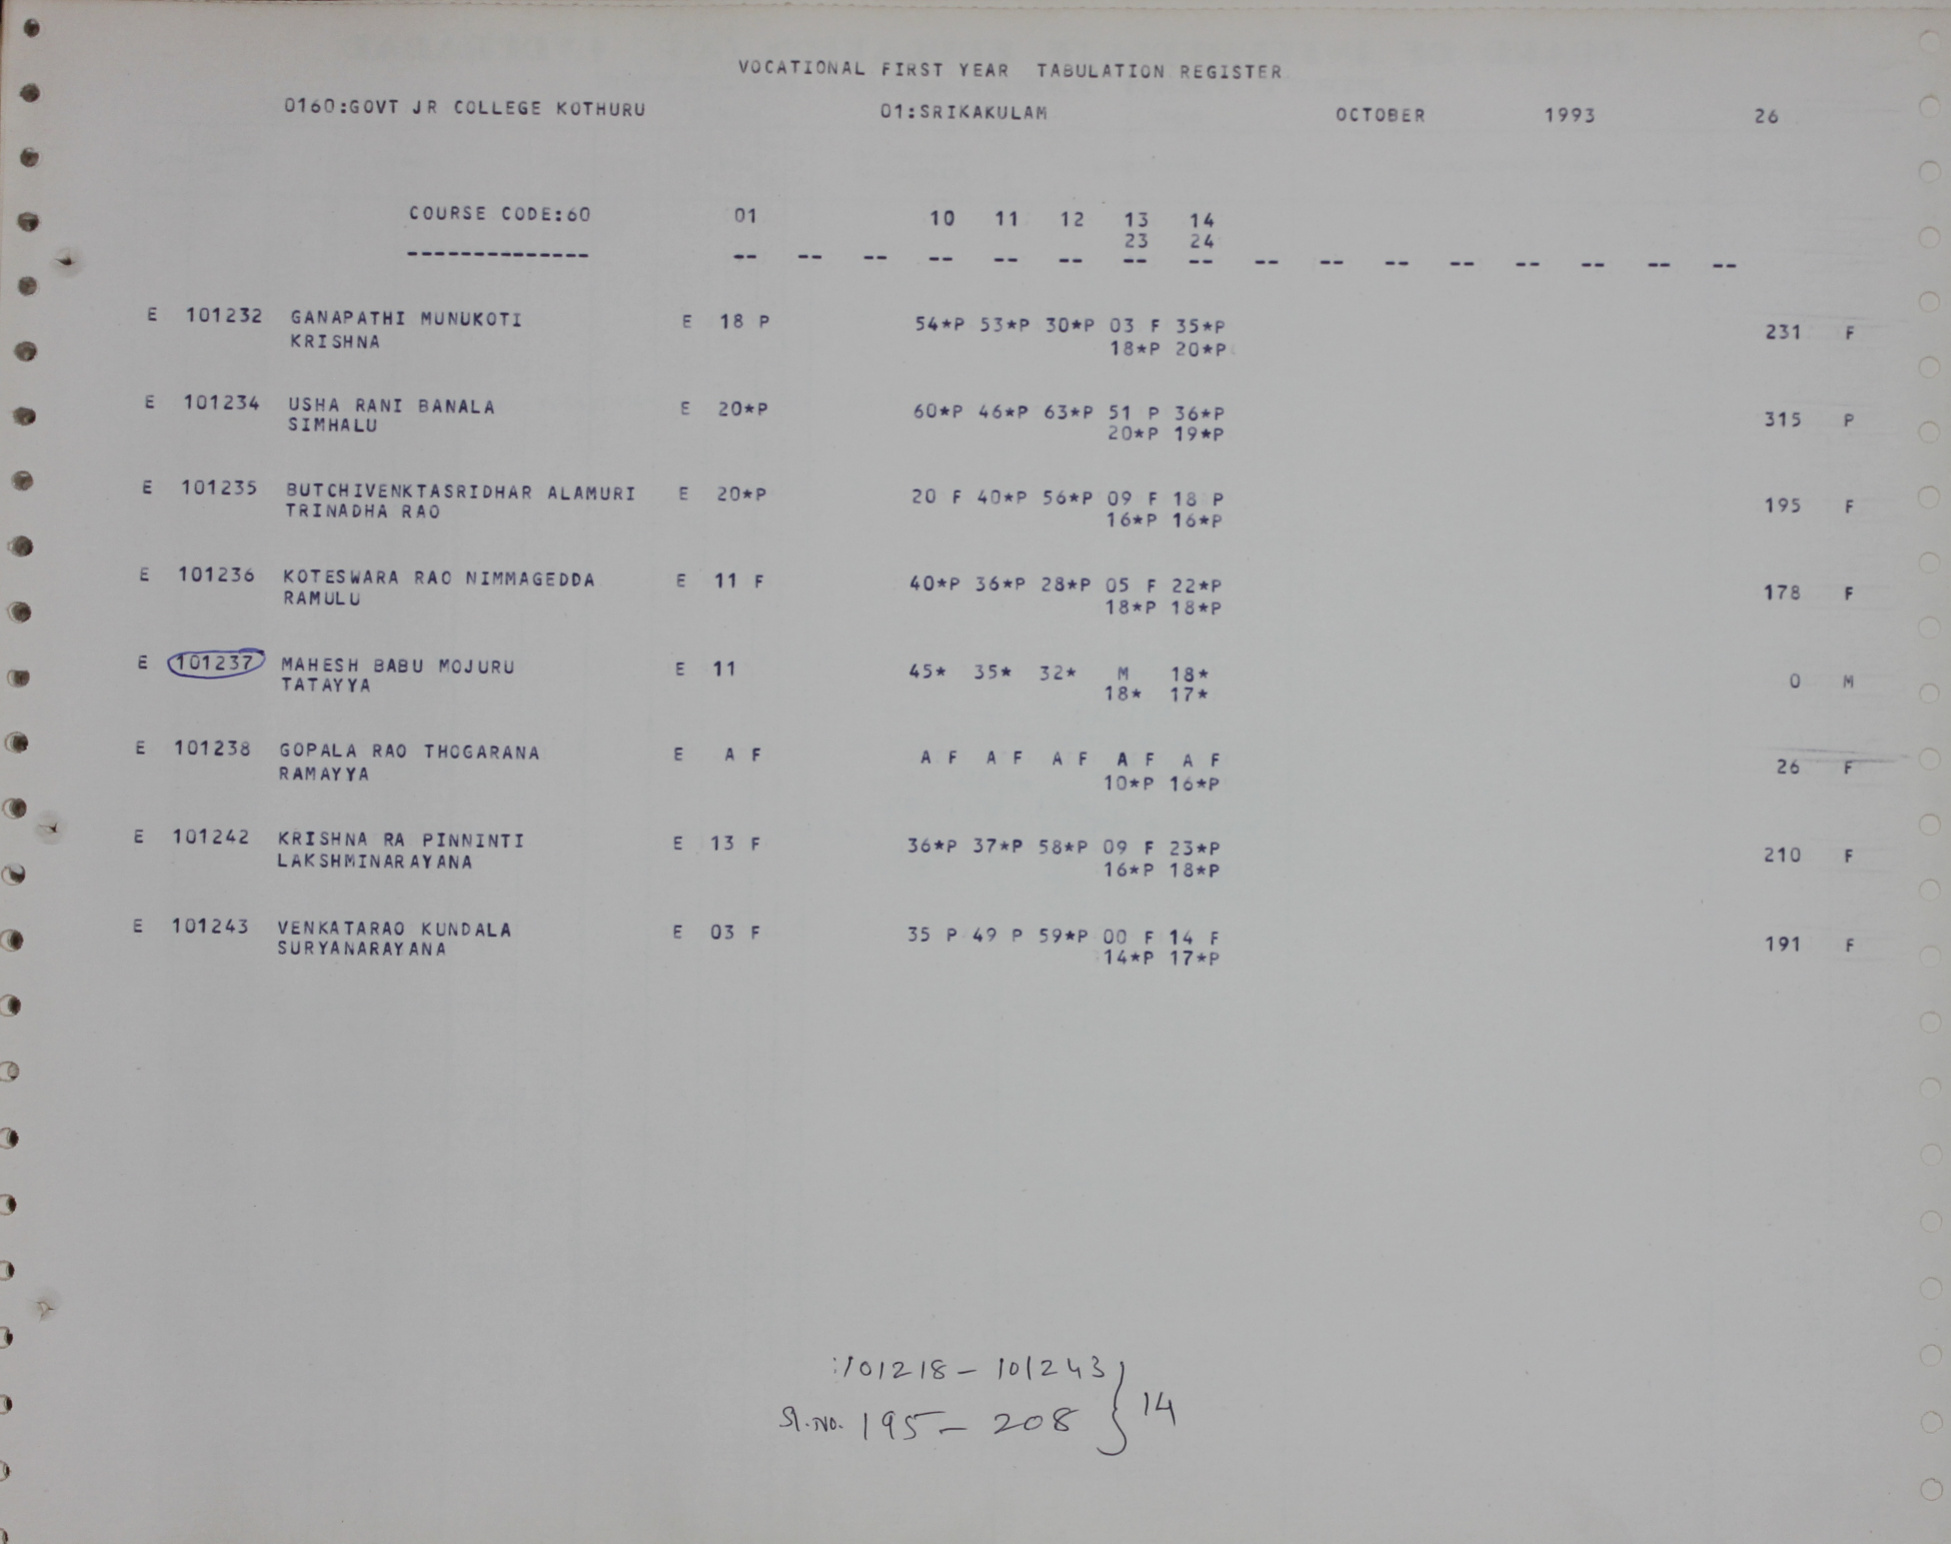 VOCATIONAL FIRST YEAR TABULATION REGISTER
0160:GOVT JR COLLEGE KOTHURU 01:SRIKAKULAM OCTOBER 1993 26
COURSE CODE:60 01 10 11 12 13 14
23 24
-------------- -- -- -- -- -- -- -- -- -- -- -- -- -- -- -- --
E 101232 GANAPATHI MUNUKOTI E 18 P 54*P 53*P 30*P 03 F 35*P 231 F
KRISHNA 18*P 20*P
E 101234 USHA RANI BANALA E 20*P 60*P 46*P 63*P 51 P 36*P 315 P
SIMHALU 20*P 19*P
E 101235 BUTCHIVENKTASRIDHAR ALAMURI E 20*P 20 F 40*P 56*P 09 F 18 P 195 F
TRINADHA RAO 16*P 16*P
E 101236 KOTESWARA RAO NIMMAGEDDA E 11 F 40*P 36*P 28*P 05 F 22*P 178 F
RAMULU 18*P 18*P
E 101237 MAHESH BABU MOJURU E 11 45* 35* 32* M 18* 0 M
TATAYYA 18* 17*
E 101238 GOPALA RAO THOGARANA E A F A F A F A F A F A F 26 F
RAMAYYA 10*P 16*P
E 101242 KRISHNA RA PINNINTI E 13 F 36*P 37*P 58*P 09 F 23*P 210 F
LAKSHMINARAYANA 16*P 18*P
E 101243 VENKATARAO KUNDALA E 03 F 35 P 49 P 59*P 00 F 14 F 191 F
SURYANARAYANA 14*P 17*P
:101218 - 101243
Sl.No. 195 - 208 } 14